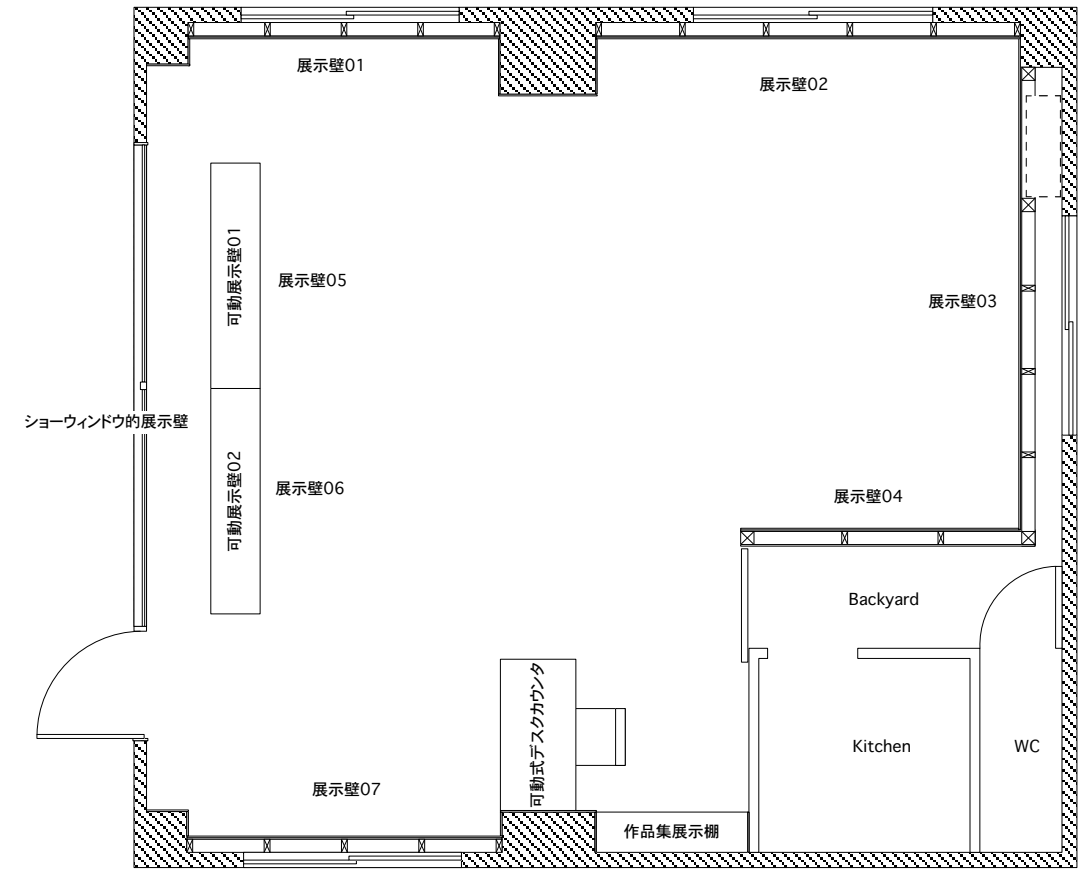 展示壁01
展示壁02
可動展示壁01
展示壁05
展示壁03
ショーウィンドウ的展示壁
可動展示壁02
展示壁06
展示壁04
Backyard
可動式デスクカウンタ
Kitchen
WC
展示壁07
作品集展示棚